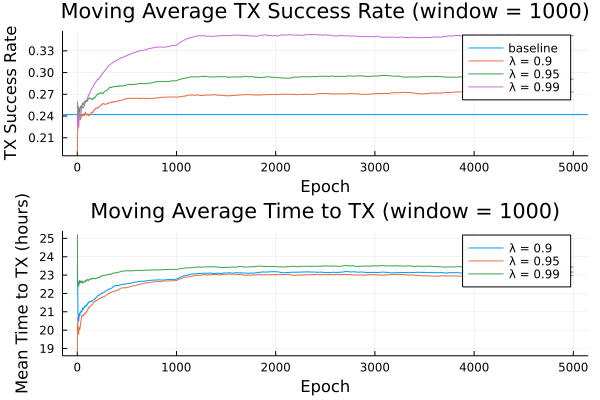 Moving Average TX Success Rate (window = 1000)
TX Success Rate
0.33
0.30
0.27
0.24
0.21
baseline
λ = 0.9
λ = 0.95
λ = 0.99
0
1000
2000
3000
4000
5000
Epoch
Moving Average Time to TX (window = 1000)
Mean Time to TX (hours)
25
24
23
22
21
20
19
λ = 0.9
λ = 0.95
λ = 0.99
0
1000
2000
3000
4000
5000
Epoch